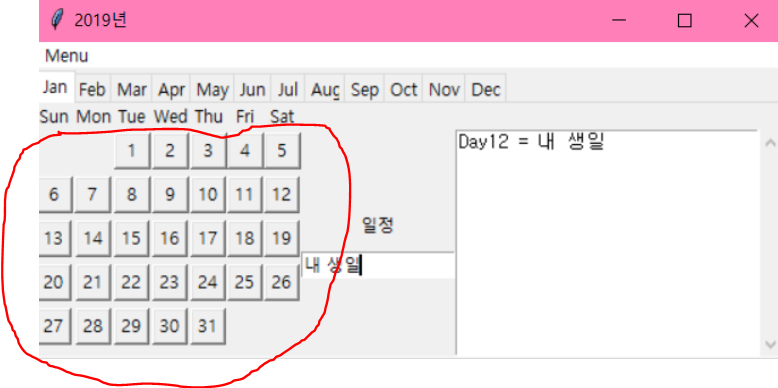 2019년
Menu
Jan Feb Mar Apr May Jun Jul Aug Sep Oct Nov Dec
Sun Mon Tue Wed Thu Fri Sat
1 2 3 4 5
6 7 8 9 10 11 12
13 14 15 16 17 18 19
20 21 22 23 24 25 26
27 28 29 30 31
일정
내 생일
Day12 = 내 생일